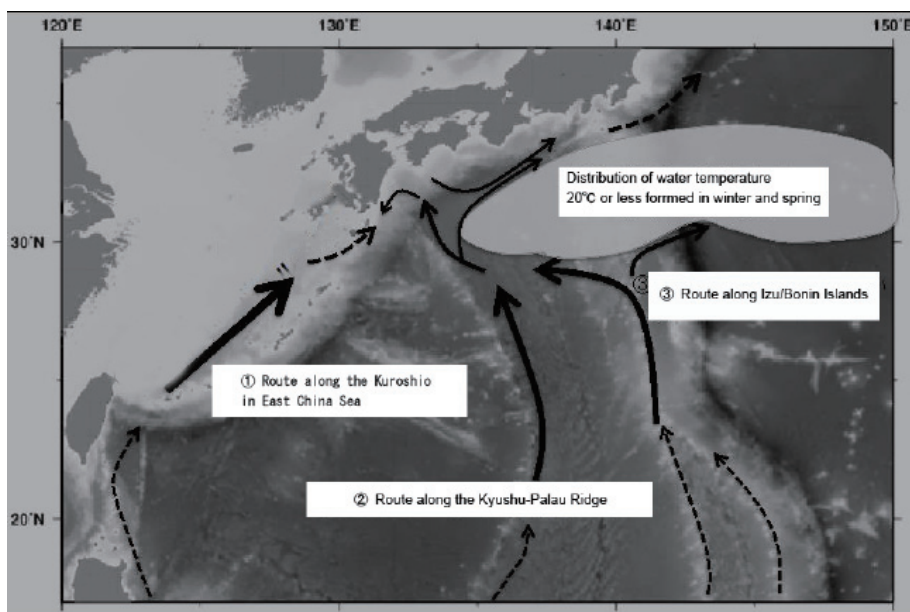 120°E
130°E
140°E
150°E
Distribution of water temperature
20℃ or less forrmed in winter and spring
30°N
③
③ Route along Izu/Bonin Islands
① Route along the Kuroshio
in East China Sea
② Route along the Kyushu-Palau Ridge
20°N